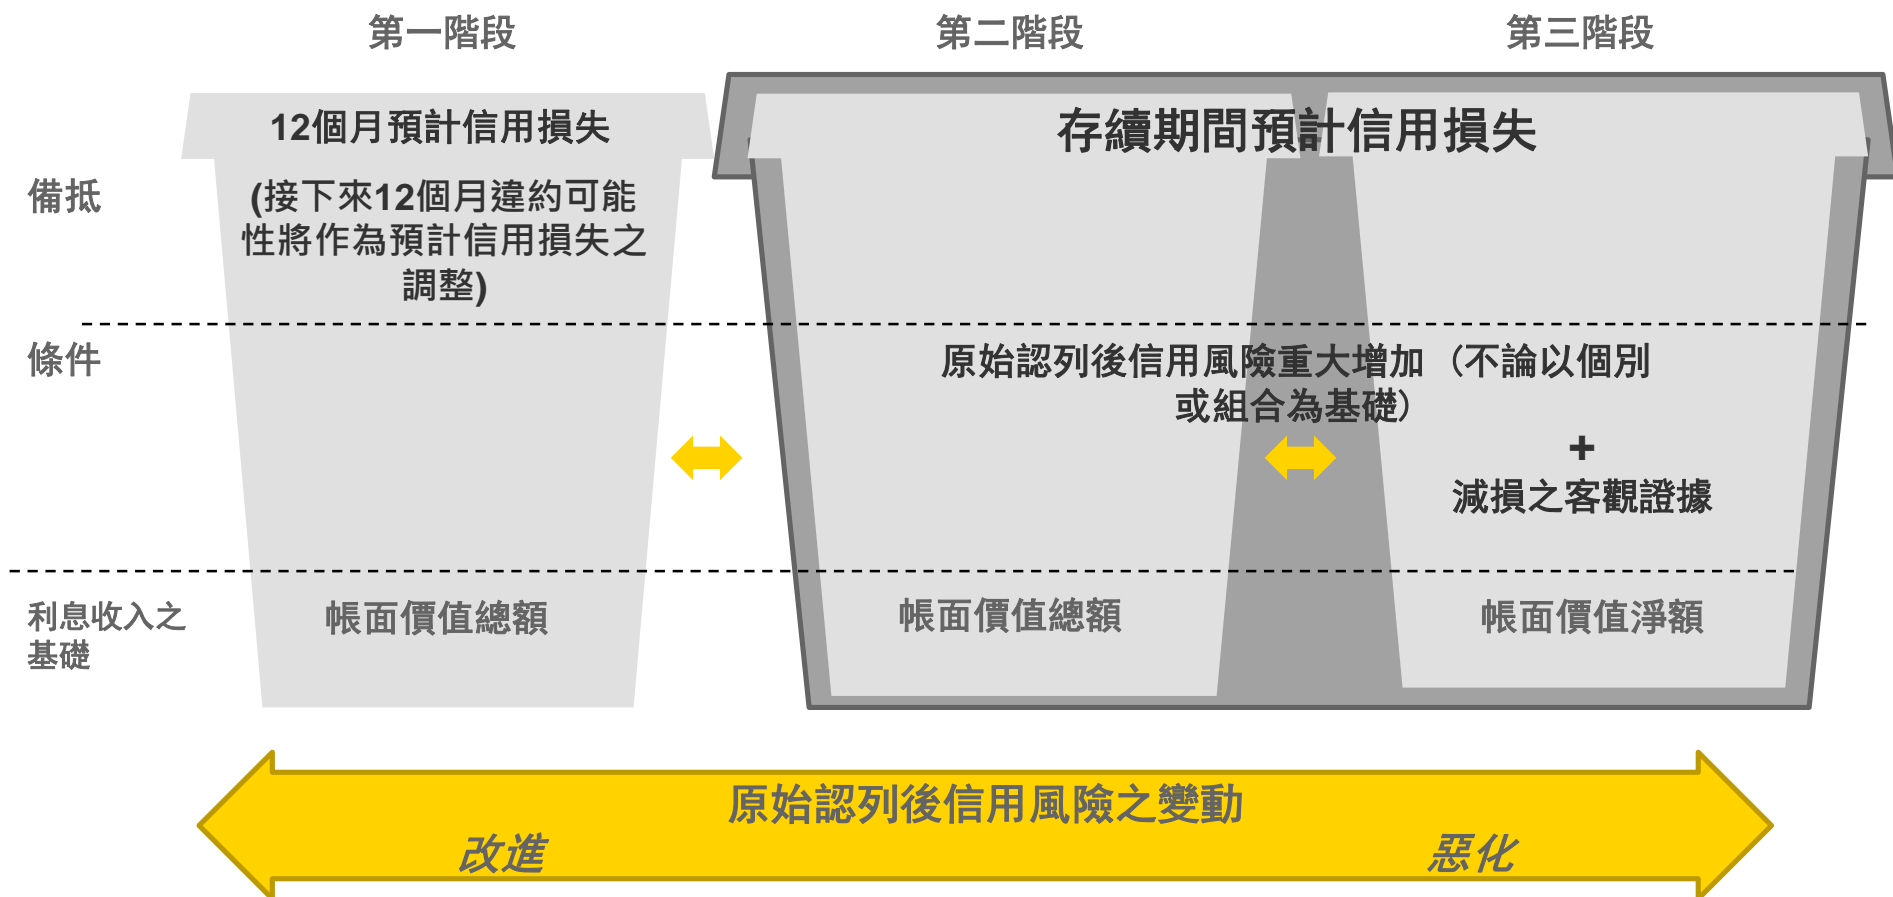 第一階段
第二階段
第三階段
12個月預計信用損失
存續期間預計信用損失
備抵
(接下來12個月違約可能
性將作為預計信用損失之
調整)
條件
原始認列後信用風險重大增加（不論以個別
或組合為基礎）
+
減損之客觀證據
利息收入之
基礎
帳面價值總額
帳面價值總額
帳面價值淨額
原始認列後信用風險之變動
改進
惡化